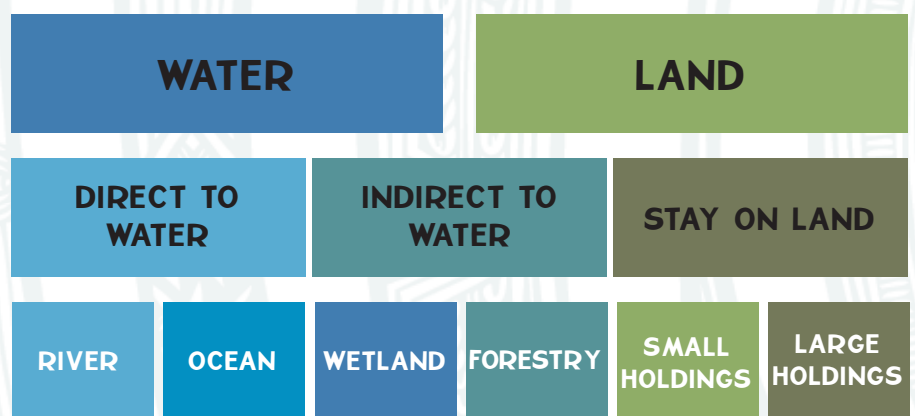 WATER
LAND
DIRECT TO
WATER
INDIRECT TO
WATER
STAY ON LAND
RIVER
OCEAN
WETLAND
FORESTRY
SMALL
HOLDINGS
LARGE
HOLDINGS